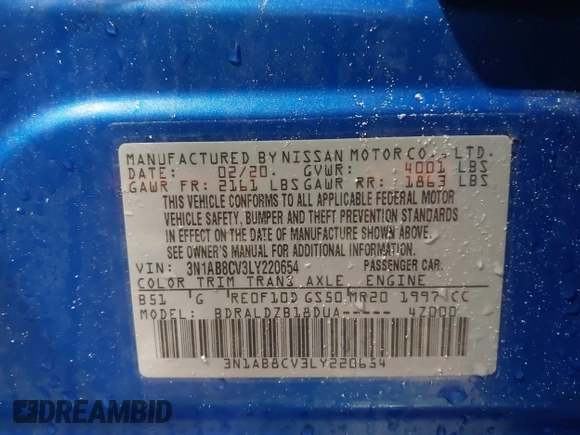 MANUFACTURED BY NISSAN MOTOR CO., LTD.
DATE: 02/20. GVWR: 4001 LBS
GAWR FR: 2161 LBS GAWR RR: 1863 LBS
THIS VEHICLE CONFORMS TO ALL APPLICABLE FEDERAL MOTOR
VEHICLE SAFETY, BUMPER AND THEFT PREVENTION STANDARDS
IN EFFECT ON THE DATE OF MANUFACTURE SHOWN ABOVE.
SEE OWNER'S MANUAL FOR ADDITIONAL INFORMATION.
VIN: 3N1AB8CV3LY220654 PASSENGER CAR.
COLOR TRIM TRANS AXLE ENGINE
B51 G RE0F10D GS50 MR20 1997 CC
MODEL: BDRALDZB18DUA----- 4Z000
3N1AB8CV3LY220654
DREAMBID